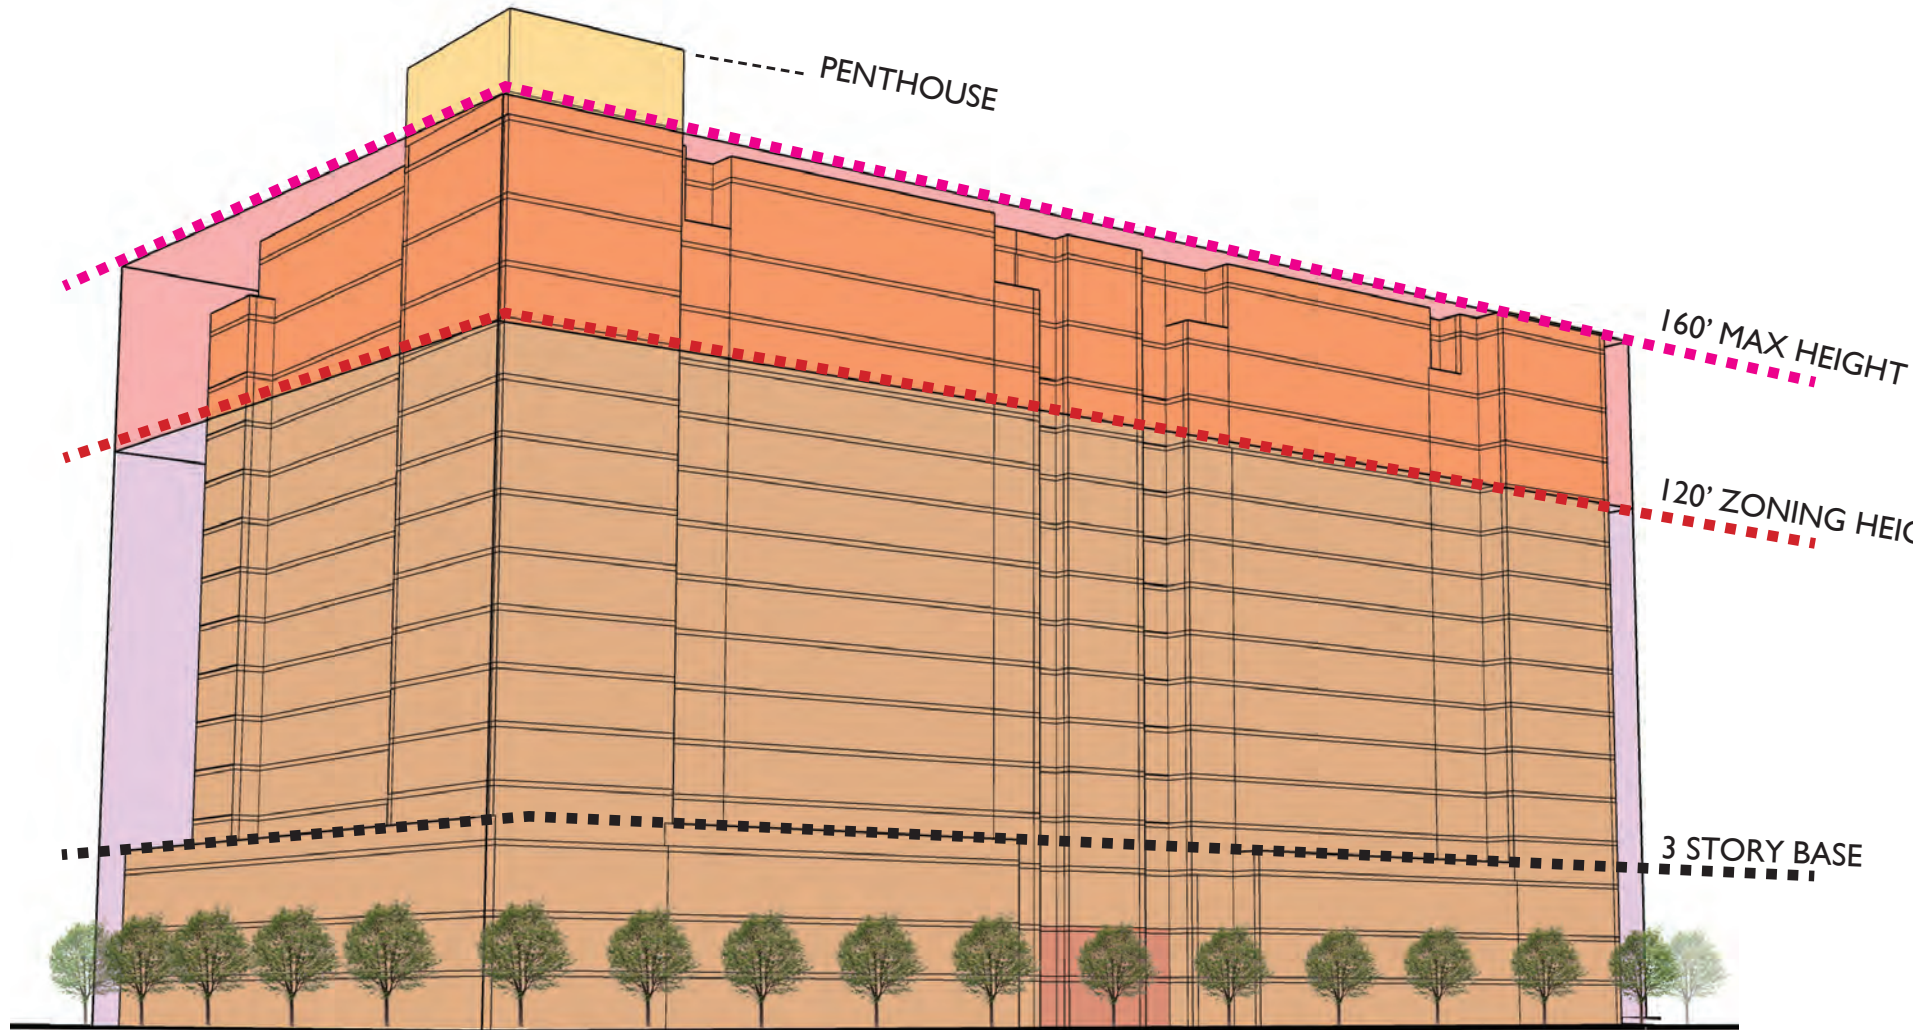 PENTHOUSE
160' MAX HEIGHT
120' ZONING
3 STORY BASE